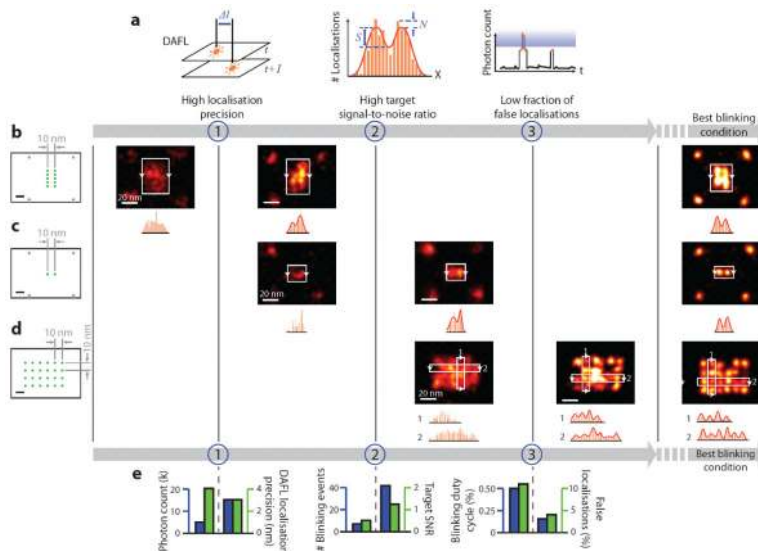 a
Δl
DAFL
t
t+1
# Localisations
S
N
X
Photon count
t
High localisation
precision
High target
signal-to-noise ratio
Low fraction of
false localisations
Best blinking
condition
1
2
3
b
10 nm
20 nm
c
10 nm
20 nm
d
10 nm
10 nm
20 nm
1
2
1
2
1
2
1
2
1
2
1
2
1
2
3
Best blinking
condition
e
Photon count (k)
20
10
0
4
2
0
DAFL localisation
precision (nm)
# Blinking events
40
20
0
2
1
0
Target SNR
Blinking duty
cycle (%)
0.50
0.25
0
10
5
0
False
localisations (%)